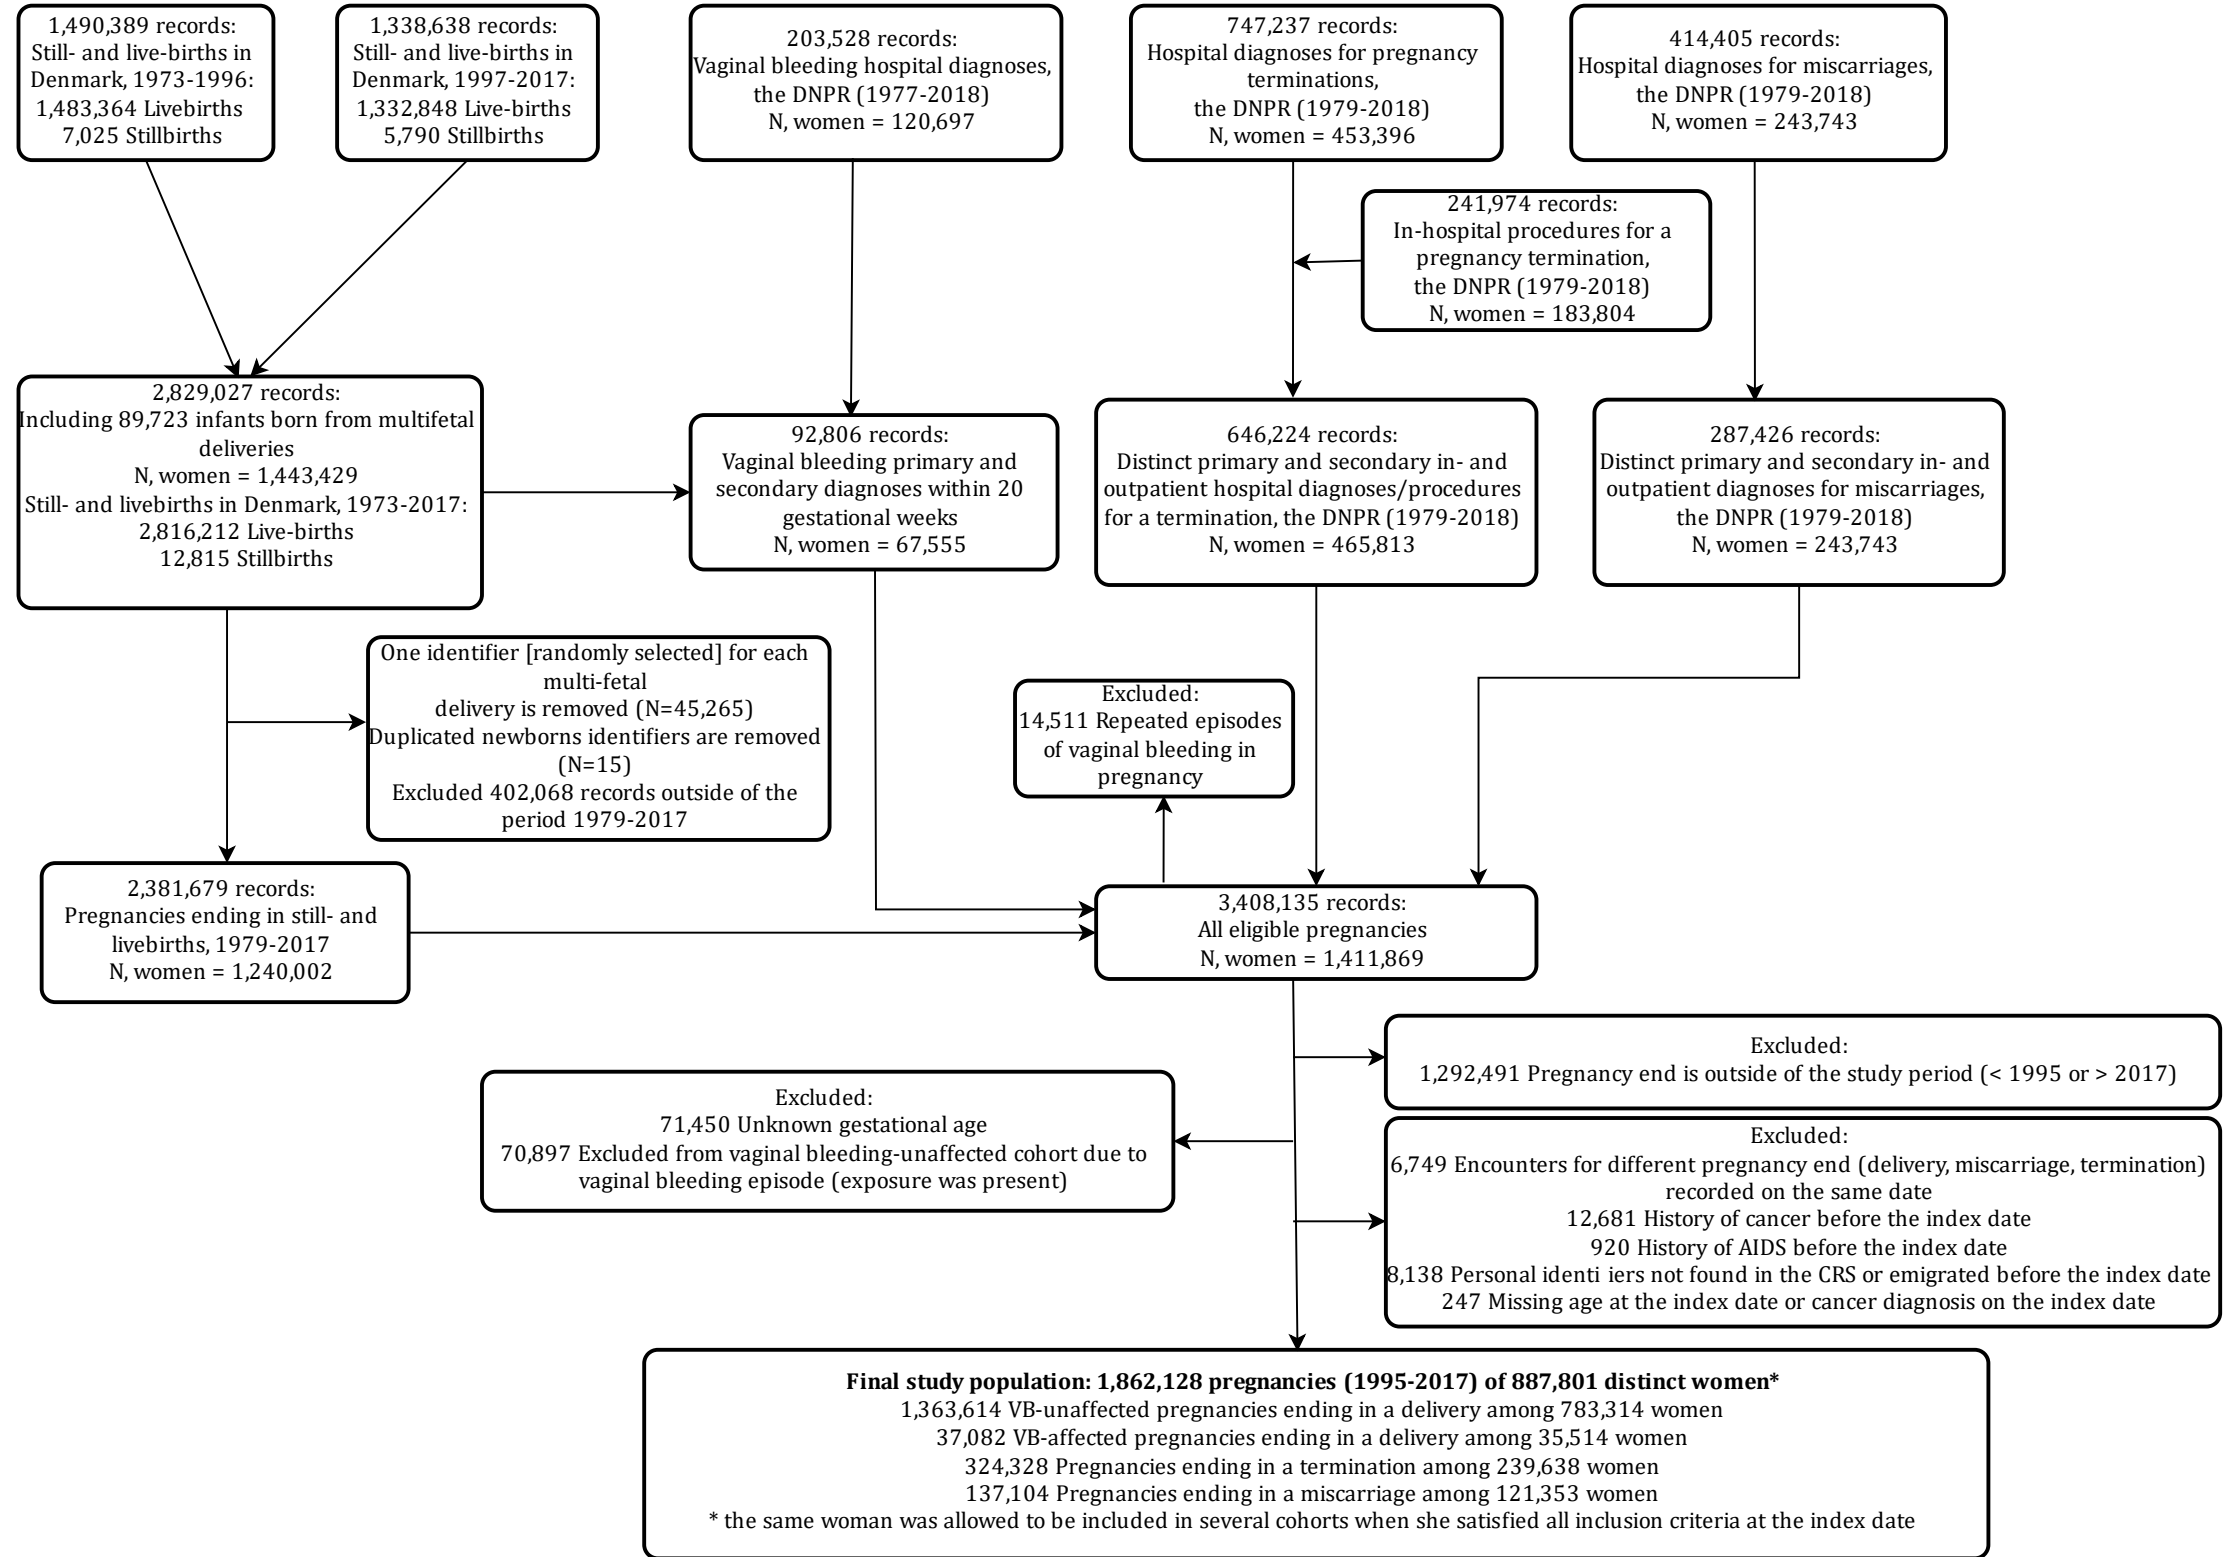 1,490,389 records:
Still- and live-births in
Denmark, 1973-1996:
1,483,364 Livebirths
7,025 Stillbirths
1,338,638 records:
Still- and live-births in
Denmark, 1997-2017:
1,332,848 Live-births
5,790 Stillbirths
203,528 records:
Vaginal bleeding hospital diagnoses,
the DNPR (1977-2018)
N, women = 120,697
747,237 records:
Hospital diagnoses for pregnancy
terminations,
the DNPR (1979-2018)
N, women = 453,396
414,405 records:
Hospital diagnoses for miscarriages,
the DNPR (1979-2018)
N, women = 243,743
241,974 records:
In-hospital procedures for a
pregnancy termination,
the DNPR (1979-2018)
N, women = 183,804
2,829,027 records:
Including 89,723 infants born from multifetal
deliveries
N, women = 1,443,429
Still- and livebirths in Denmark, 1973-2017:
2,816,212 Live-births
12,815 Stillbirths
92,806 records:
Vaginal bleeding primary and
secondary diagnoses within 20
gestational weeks
N, women = 67,555
646,224 records:
Distinct primary and secondary in- and
outpatient hospital diagnoses/procedures
for a termination, the DNPR (1979-2018)
N, women = 465,813
287,426 records:
Distinct primary and secondary in- and
outpatient diagnoses for miscarriages,
the DNPR (1979-2018)
N, women = 243,743
One identifier [randomly selected] for each
multi-fetal
delivery is removed (N=45,265)
Duplicated newborns identifiers are removed
(N=15)
Excluded 402,068 records outside of the
period 1979-2017
Excluded:
14,511 Repeated episodes
of vaginal bleeding in
pregnancy
2,381,679 records:
Pregnancies ending in still- and
livebirths, 1979-2017
N, women = 1,240,002
3,408,135 records:
All eligible pregnancies
N, women = 1,411,869
Excluded:
1,292,491 Pregnancy end is outside of the study period (< 1995 or > 2017)
Excluded:
71,450 Unknown gestational age
70,897 Excluded from vaginal bleeding-unaffected cohort due to
vaginal bleeding episode (exposure was present)
Excluded:
6,749 Encounters for different pregnancy end (delivery, miscarriage, termination)
recorded on the same date
12,681 History of cancer before the index date
920 History of AIDS before the index date
8,138 Personal identi iers not found in the CRS or emigrated before the index date
247 Missing age at the index date or cancer diagnosis on the index date
Final study population: 1,862,128 pregnancies (1995-2017) of 887,801 distinct women*
1,363,614 VB-unaffected pregnancies ending in a delivery among 783,314 women
37,082 VB-affected pregnancies ending in a delivery among 35,514 women
324,328 Pregnancies ending in a termination among 239,638 women
137,104 Pregnancies ending in a miscarriage among 121,353 women
* the same woman was allowed to be included in several cohorts when she satisfied all inclusion criteria at the index date